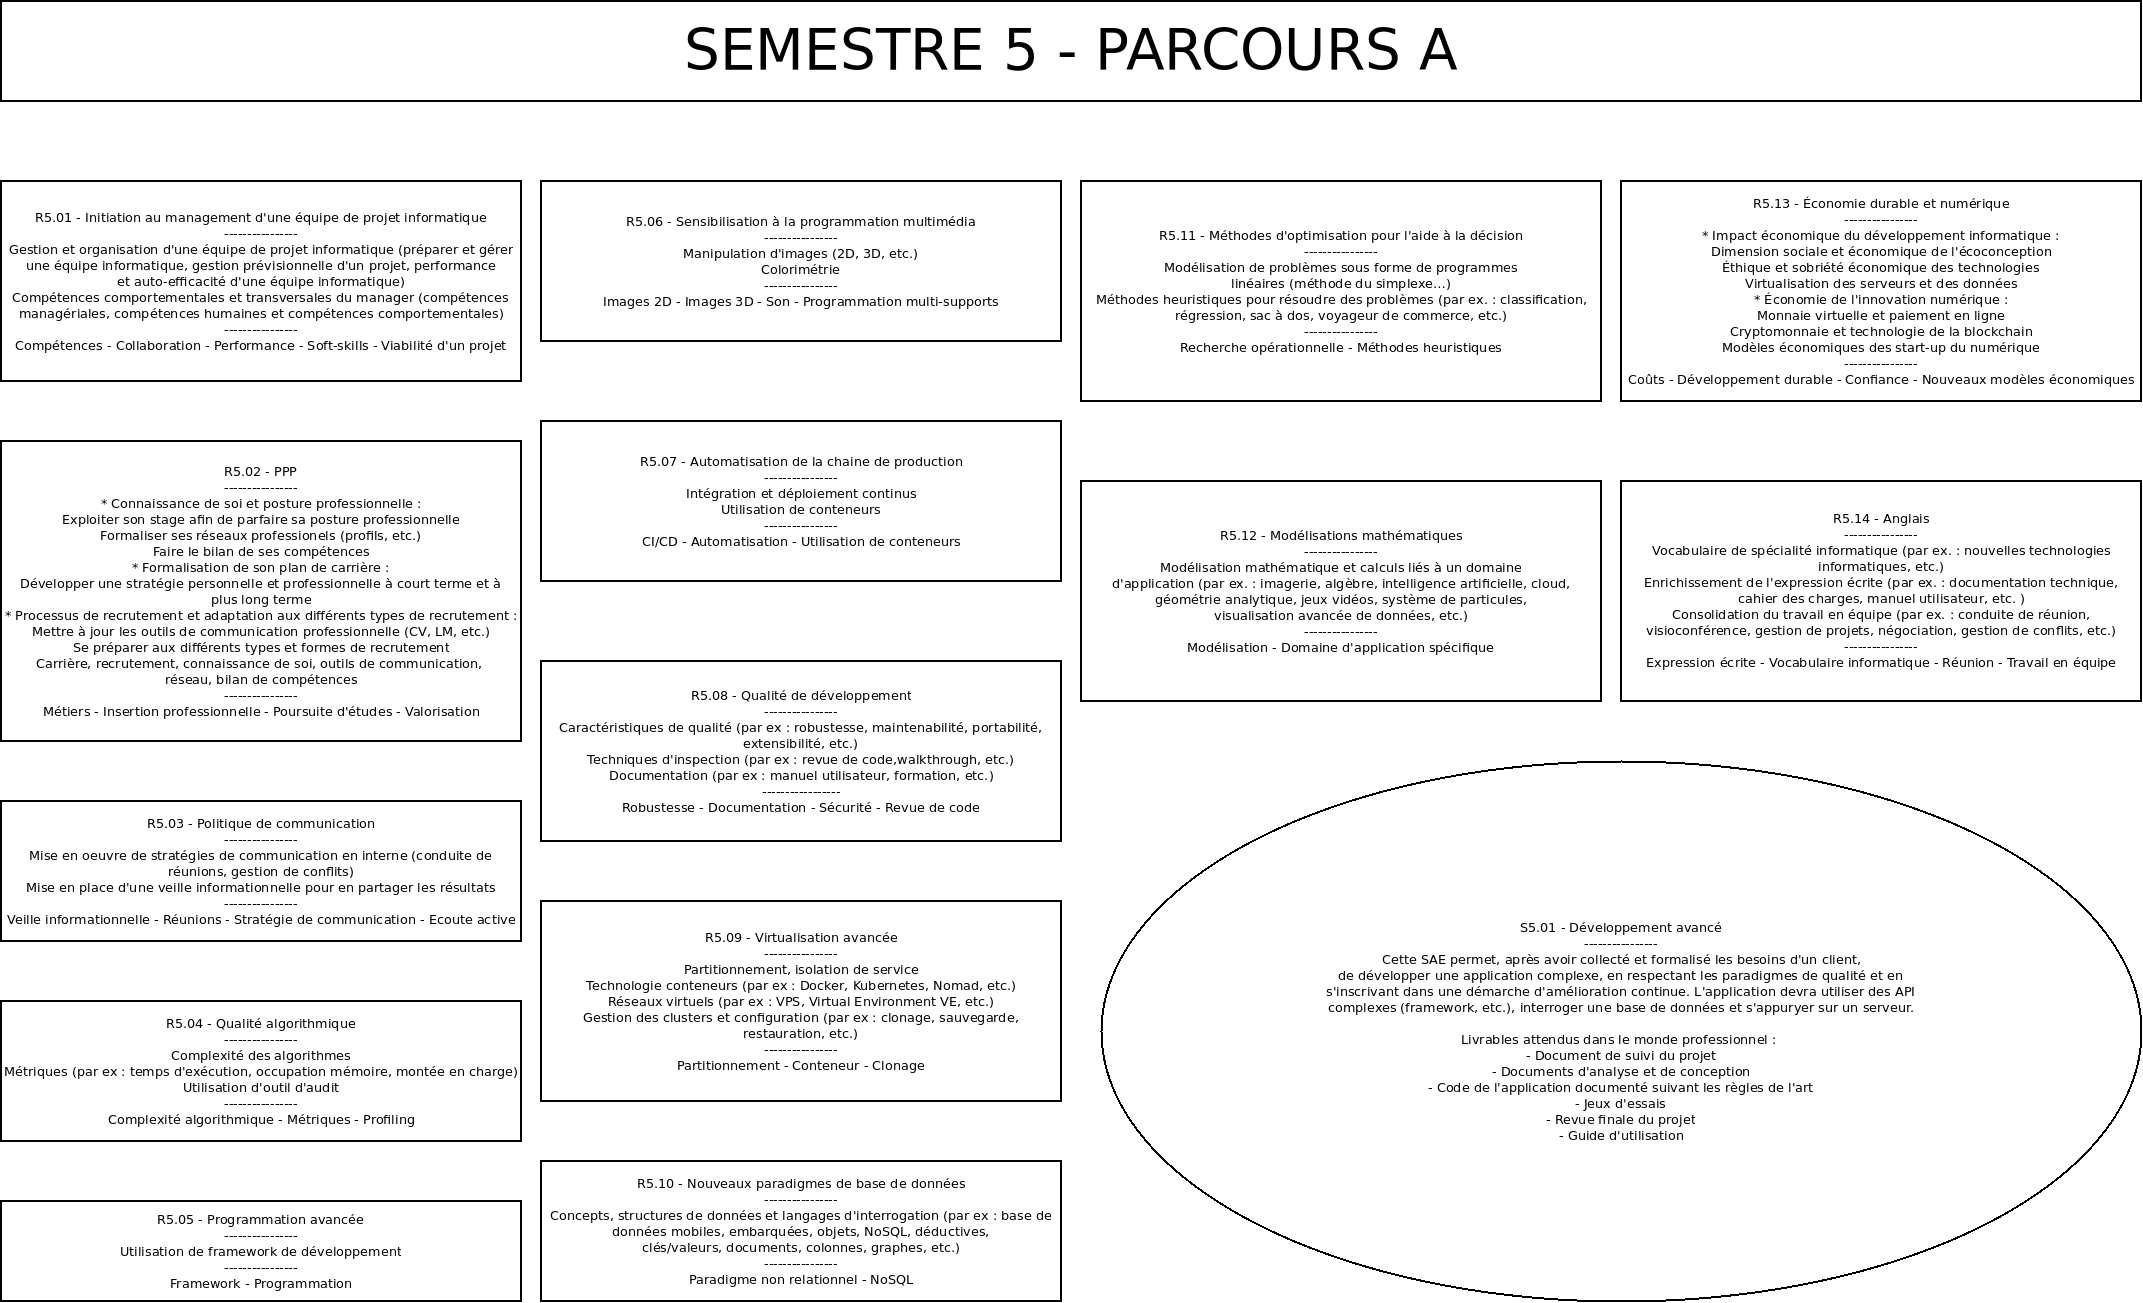 SEMESTRE 5 - PARCOURS A
R5.01 - Initiation au management d'une équipe de projet informatique
----------------
Gestion et organisation d'une équipe de projet informatique (préparer et gérer
une équipe informatique, gestion prévisionnelle d'un projet, performance
et auto-efficacité d'une équipe informatique)
Compétences comportementales et transversales du manager (compétences
managériales, compétences humaines et compétences comportementales)
----------------
Compétences - Collaboration - Performance - Soft-skills - Viabilité d'un projet
R5.02 - PPP
----------------
* Connaissance de soi et posture professionnelle :
Exploiter son stage afin de parfaire sa posture professionnelle
Formaliser ses réseaux professionels (profils, etc.)
Faire le bilan de ses compétences
* Formalisation de son plan de carrière :
Développer une stratégie personnelle et professionnelle à court terme et à
plus long terme
* Processus de recrutement et adaptation aux différents types de recrutement :
Mettre à jour les outils de communication professionnelle (CV, LM, etc.)
Se préparer aux différents types et formes de recrutement
Carrière, recrutement, connaissance de soi, outils de communication,
réseau, bilan de compétences
----------------
Métiers - Insertion professionnelle - Poursuite d'études - Valorisation
R5.03 - Politique de communication
----------------
Mise en oeuvre de stratégies de communication en interne (conduite de
réunions, gestion de conflits)
Mise en place d'une veille informationnelle pour en partager les résultats
----------------
Veille informationnelle - Réunions - Stratégie de communication - Ecoute active
R5.04 - Qualité algorithmique
----------------
Complexité des algorithmes
Métriques (par ex : temps d'exécution, occupation mémoire, montée en charge)
Utilisation d'outil d'audit
----------------
Complexité algorithmique - Métriques - Profiling
R5.05 - Programmation avancée
----------------
Utilisation de framework de développement
----------------
Framework - Programmation
R5.06 - Sensibilisation à la programmation multimédia
----------------
Manipulation d'images (2D, 3D, etc.)
Colorimétrie
----------------
Images 2D - Images 3D - Son - Programmation multi-supports
R5.07 - Automatisation de la chaine de production
----------------
Intégration et déploiement continus
Utilisation de conteneurs
----------------
CI/CD - Automatisation - Utilisation de conteneurs
R5.08 - Qualité de développement
----------------
Caractéristiques de qualité (par ex : robustesse, maintenabilité, portabilité,
extensibilité, etc.)
Techniques d'inspection (par ex : revue de code,walkthrough, etc.)
Documentation (par ex : manuel utilisateur, formation, etc.)
-----------------
Robustesse - Documentation - Sécurité - Revue de code
R5.09 - Virtualisation avancée
----------------
Partitionnement, isolation de service
Technologie conteneurs (par ex : Docker, Kubernetes, Nomad, etc.)
Réseaux virtuels (par ex : VPS, Virtual Environment VE, etc.)
Gestion des clusters et configuration (par ex : clonage, sauvegarde,
restauration, etc.)
----------------
Partitionnement - Conteneur - Clonage
R5.10 - Nouveaux paradigmes de base de données
----------------
Concepts, structures de données et langages d'interrogation (par ex : base de
données mobiles, embarquées, objets, NoSQL, déductives,
clés/valeurs, documents, colonnes, graphes, etc.)
----------------
Paradigme non relationnel - NoSQL
R5.11 - Méthodes d'optimisation pour l'aide à la décision
----------------
Modélisation de problèmes sous forme de programmes
linéaires (méthode du simplexe...)
Méthodes heuristiques pour résoudre des problèmes (par ex. : classification,
régression, sac à dos, voyageur de commerce, etc.)
----------------
Recherche opérationnelle - Méthodes heuristiques
R5.12 - Modélisations mathématiques
----------------
Modélisation mathématique et calculs liés à un domaine
d'application (par ex. : imagerie, algèbre, intelligence artificielle, cloud,
géométrie analytique, jeux vidéos, système de particules,
visualisation avancée de données, etc.)
----------------
Modélisation - Domaine d'application spécifique
R5.13 - Économie durable et numérique
----------------
* Impact économique du développement informatique :
Dimension sociale et économique de l'écoconception
Éthique et sobriété économique des technologies
Virtualisation des serveurs et des données
* Économie de l'innovation numérique :
Monnaie virtuelle et paiement en ligne
Cryptomonnaie et technologie de la blockchain
Modèles économiques des start-up du numérique
----------------
Coûts - Développement durable - Confiance - Nouveaux modèles économiques
R5.14 - Anglais
----------------
Vocabulaire de spécialité informatique (par ex. : nouvelles technologies
informatiques, etc.)
Enrichissement de l'expression écrite (par ex. : documentation technique,
cahier des charges, manuel utilisateur, etc. )
Consolidation du travail en équipe (par ex. : conduite de réunion,
visioconférence, gestion de projets, négociation, gestion de conflits, etc.)
----------------
Expression écrite - Vocabulaire informatique - Réunion - Travail en équipe
S5.01 - Développement avancé
----------------
Cette SAE permet, après avoir collecté et formalisé les besoins d'un client,
de développer une application complexe, en respectant les paradigmes de qualité et en
s'inscrivant dans une démarche d'amélioration continue. L'application devra utiliser des API
complexes (framework, etc.), interroger une base de données et s'appuryer sur un serveur.
Livrables attendus dans le monde professionnel :
- Document de suivi du projet
- Documents d'analyse et de conception
- Code de l'application documenté suivant les règles de l'art
- Jeux d'essais
- Revue finale du projet
- Guide d'utilisation